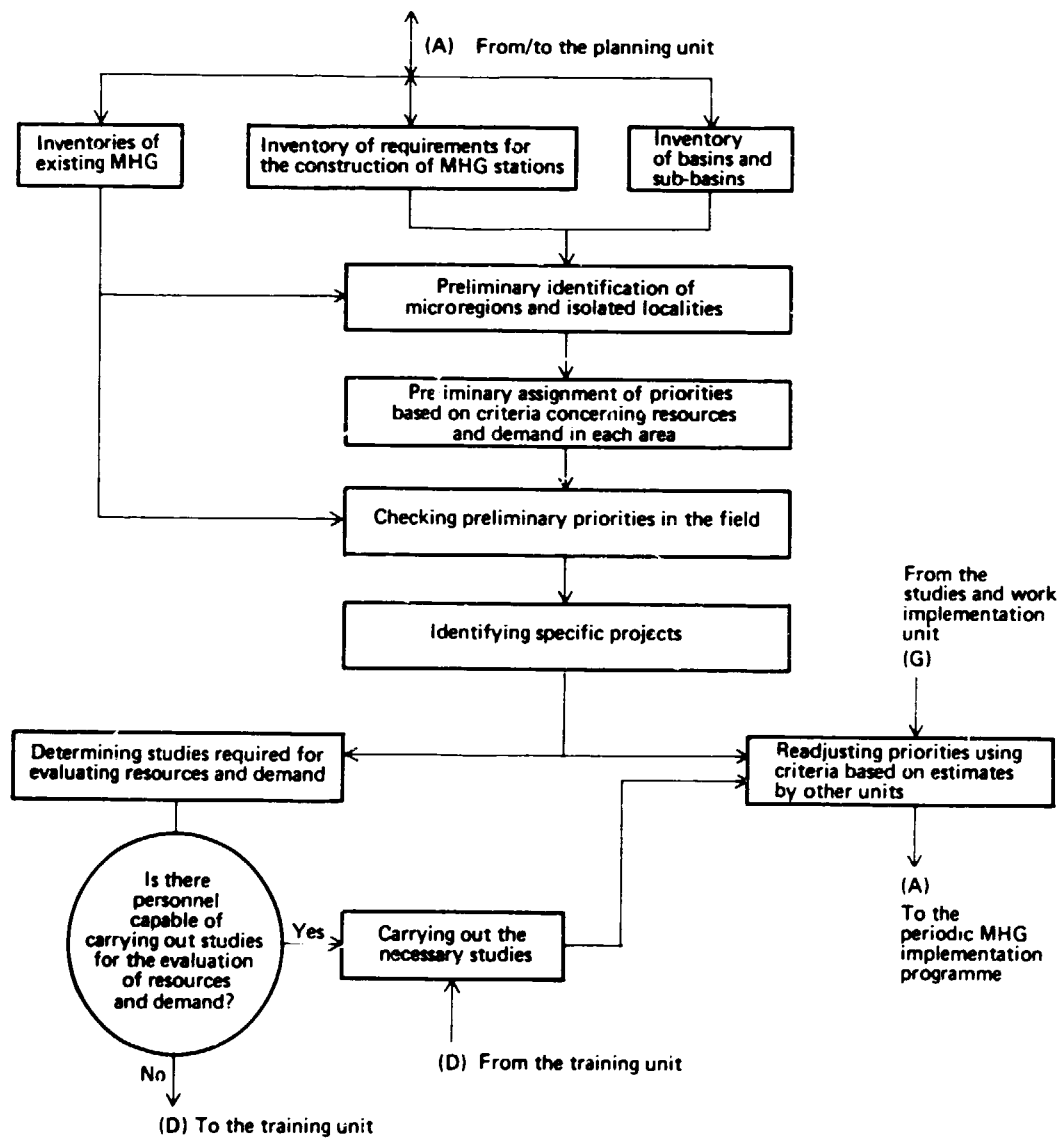 (A) From/to the planning unit
Inventories of
existing MHG
Inventory of requirements for
the construction of MHG stations
Inventory
of basins and
sub-basins
Preliminary identification of
microregions and isolated localities
Pre iminary assignment of priorities
based on criteria concerning resources
and demand in each area
Checking preliminary priorities in the field
Identifying specific projects
From the
studies and work
implementation
unit
(G)
Determining studies required for
evaluating resources and demand
Readjusting priorities using
criteria based on estimates
by other units
Is there
personnel
capable of
carrying out studies
for the evaluation
of resources
and demand?
Yes
Carrying out the
necessary studies
(A)
To the
periodic MHG
implementation
programme
(D) From the training unit
No
(D) To the training unit